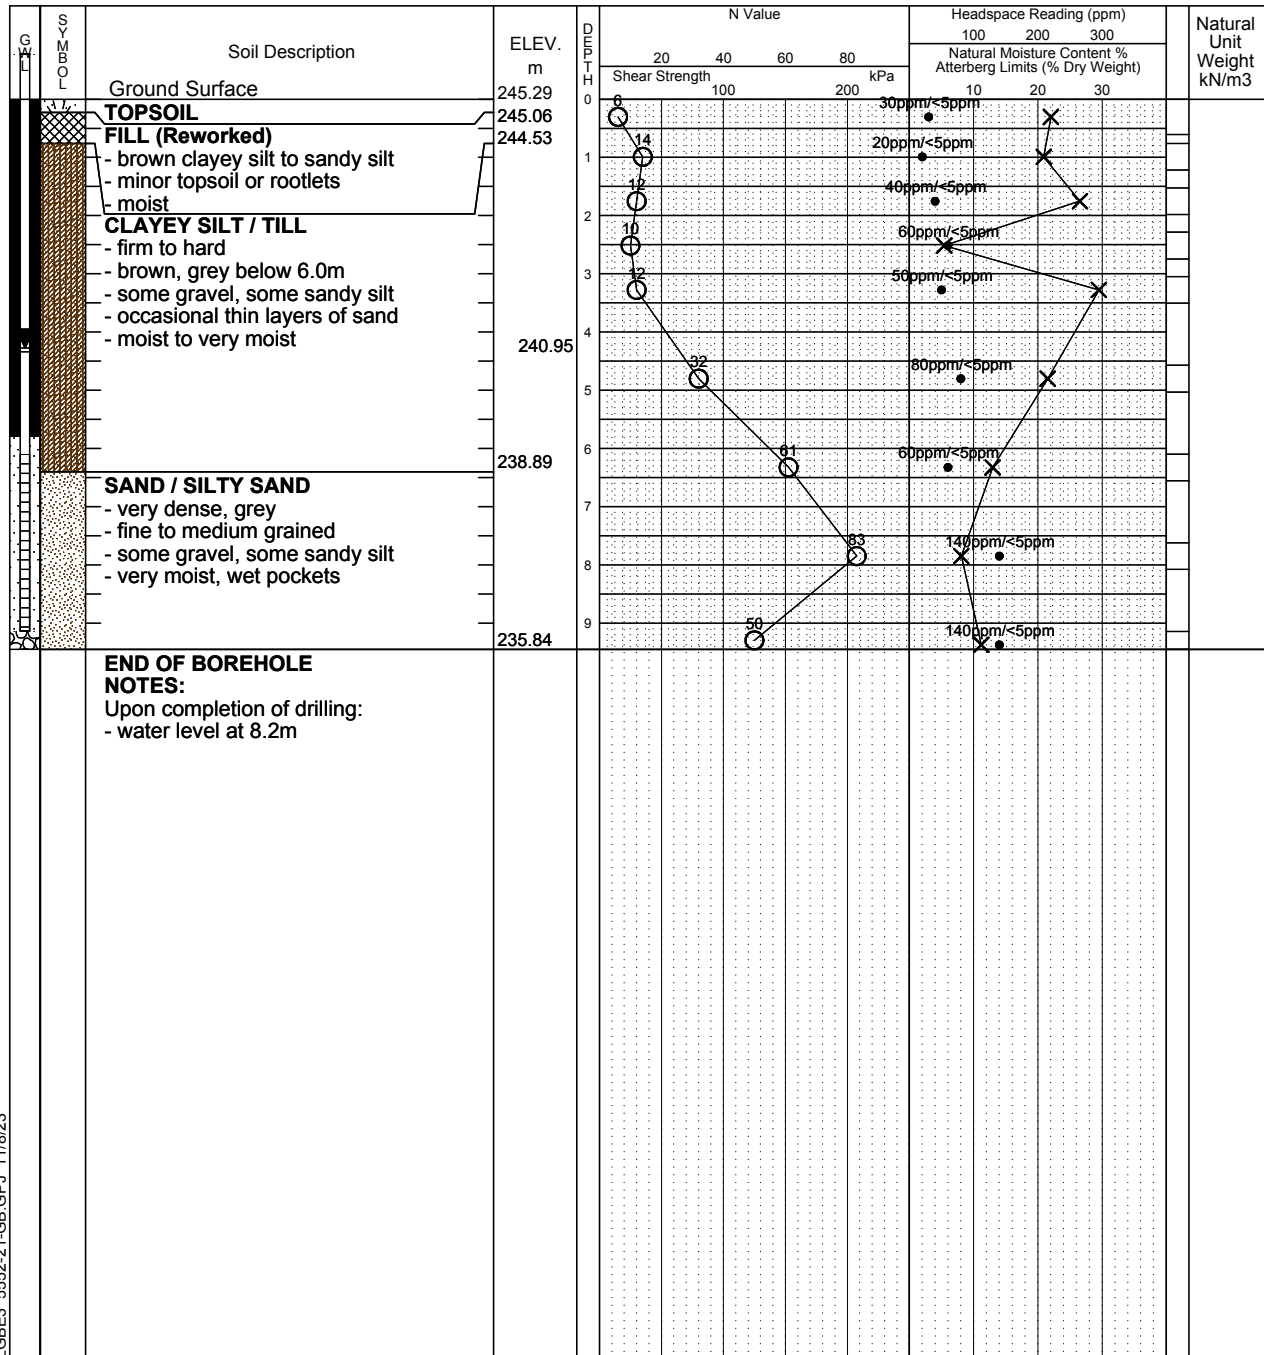 GWL
SYMBOL
Soil Description
ELEV.
m
DEPTH
N Value
20 40 60 80
Shear Strength kPa
100 200
Headspace Reading (ppm)
100 200 300
Natural Moisture Content %
Atterberg Limits (% Dry Weight)
10 20 30
Natural
Unit
Weight
kN/m3
Ground Surface 245.29 0
TOPSOIL 245.06
FILL (Reworked) 244.53
- brown clayey silt to sandy silt
- minor topsoil or rootlets
- moist
CLAYEY SILT / TILL
- firm to hard
- brown, grey below 6.0m
- some gravel, some sandy silt
- occasional thin layers of sand
- moist to very moist
240.95
238.89
SAND / SILTY SAND
- very dense, grey
- fine to medium grained
- some gravel, some sandy silt
- very moist, wet pockets
235.84
END OF BOREHOLE
NOTES:
Upon completion of drilling:
- water level at 8.2m
1
2
3
4
5
6
7
8
9
6
14
12
10
12
32
61
83
50
30ppm/<5ppm
20ppm/<5ppm
40ppm/<5ppm
60ppm/<5ppm
50ppm/<5ppm
80ppm/<5ppm
60ppm/<5ppm
140ppm/<5ppm
140ppm/<5ppm